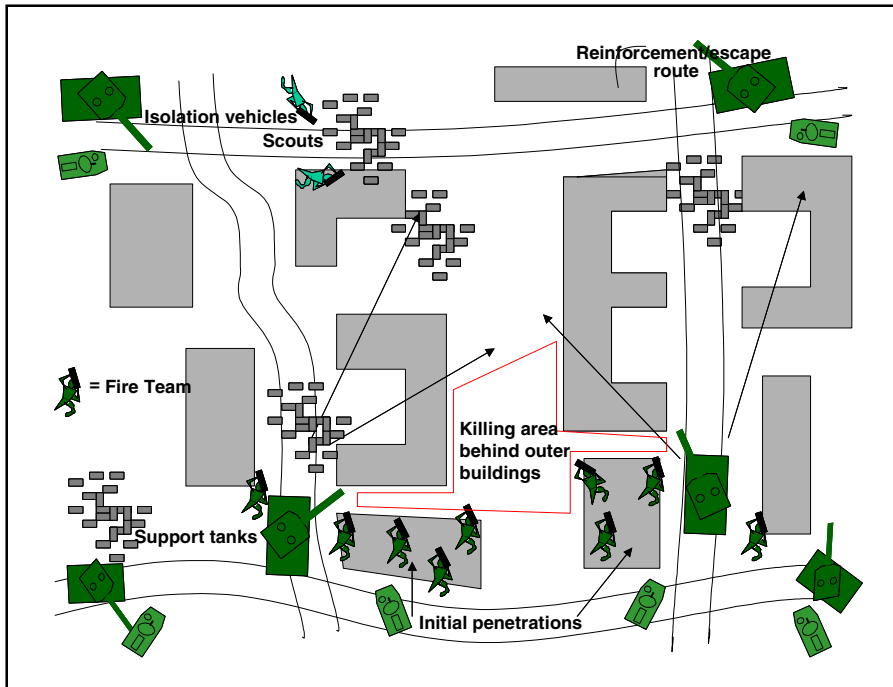 Reinforcement/escape
route
Isolation vehicles
Scouts
= Fire Team
Killing area
behind outer
buildings
Support tanks
Initial penetrations